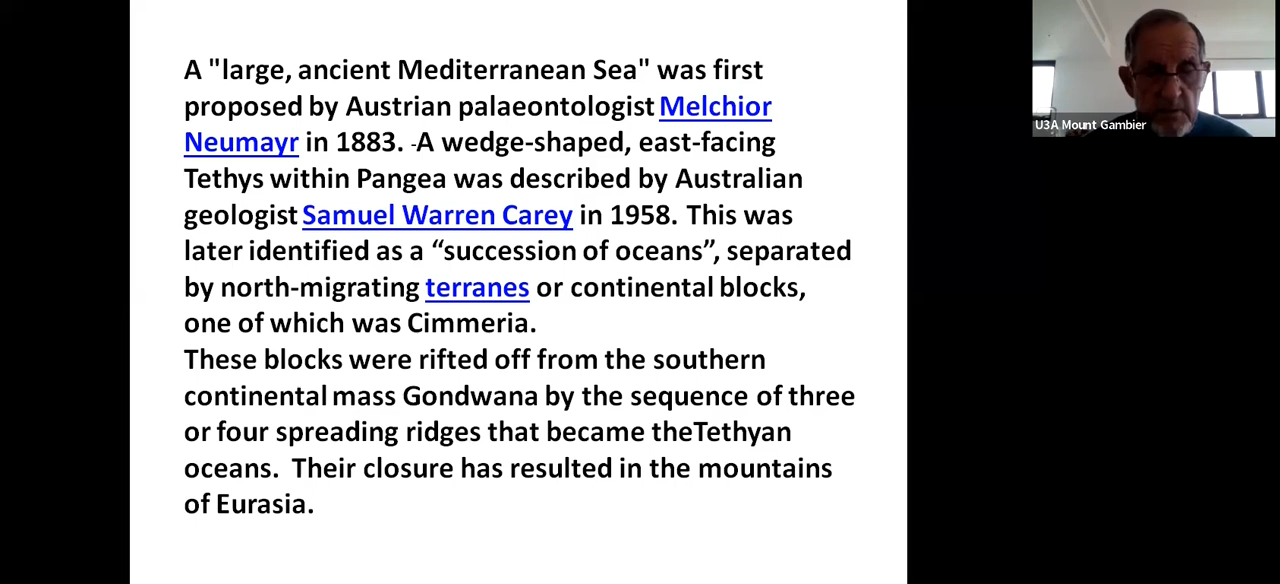 A "large, ancient Mediterranean Sea" was first
proposed by Austrian palaeontologist Melchior
Neumayr in 1883. -A wedge-shaped, east-facing
Tethys within Pangea was described by Australian
geologist Samuel Warren Carey in 1958. This was
later identified as a “succession of oceans”, separated
by north-migrating terranes or continental blocks,
one of which was Cimmeria.
These blocks were rifted off from the southern
continental mass Gondwana by the sequence of three
or four spreading ridges that became theTethyan
oceans. Their closure has resulted in the mountains
of Eurasia.
U3A Mount Gambier